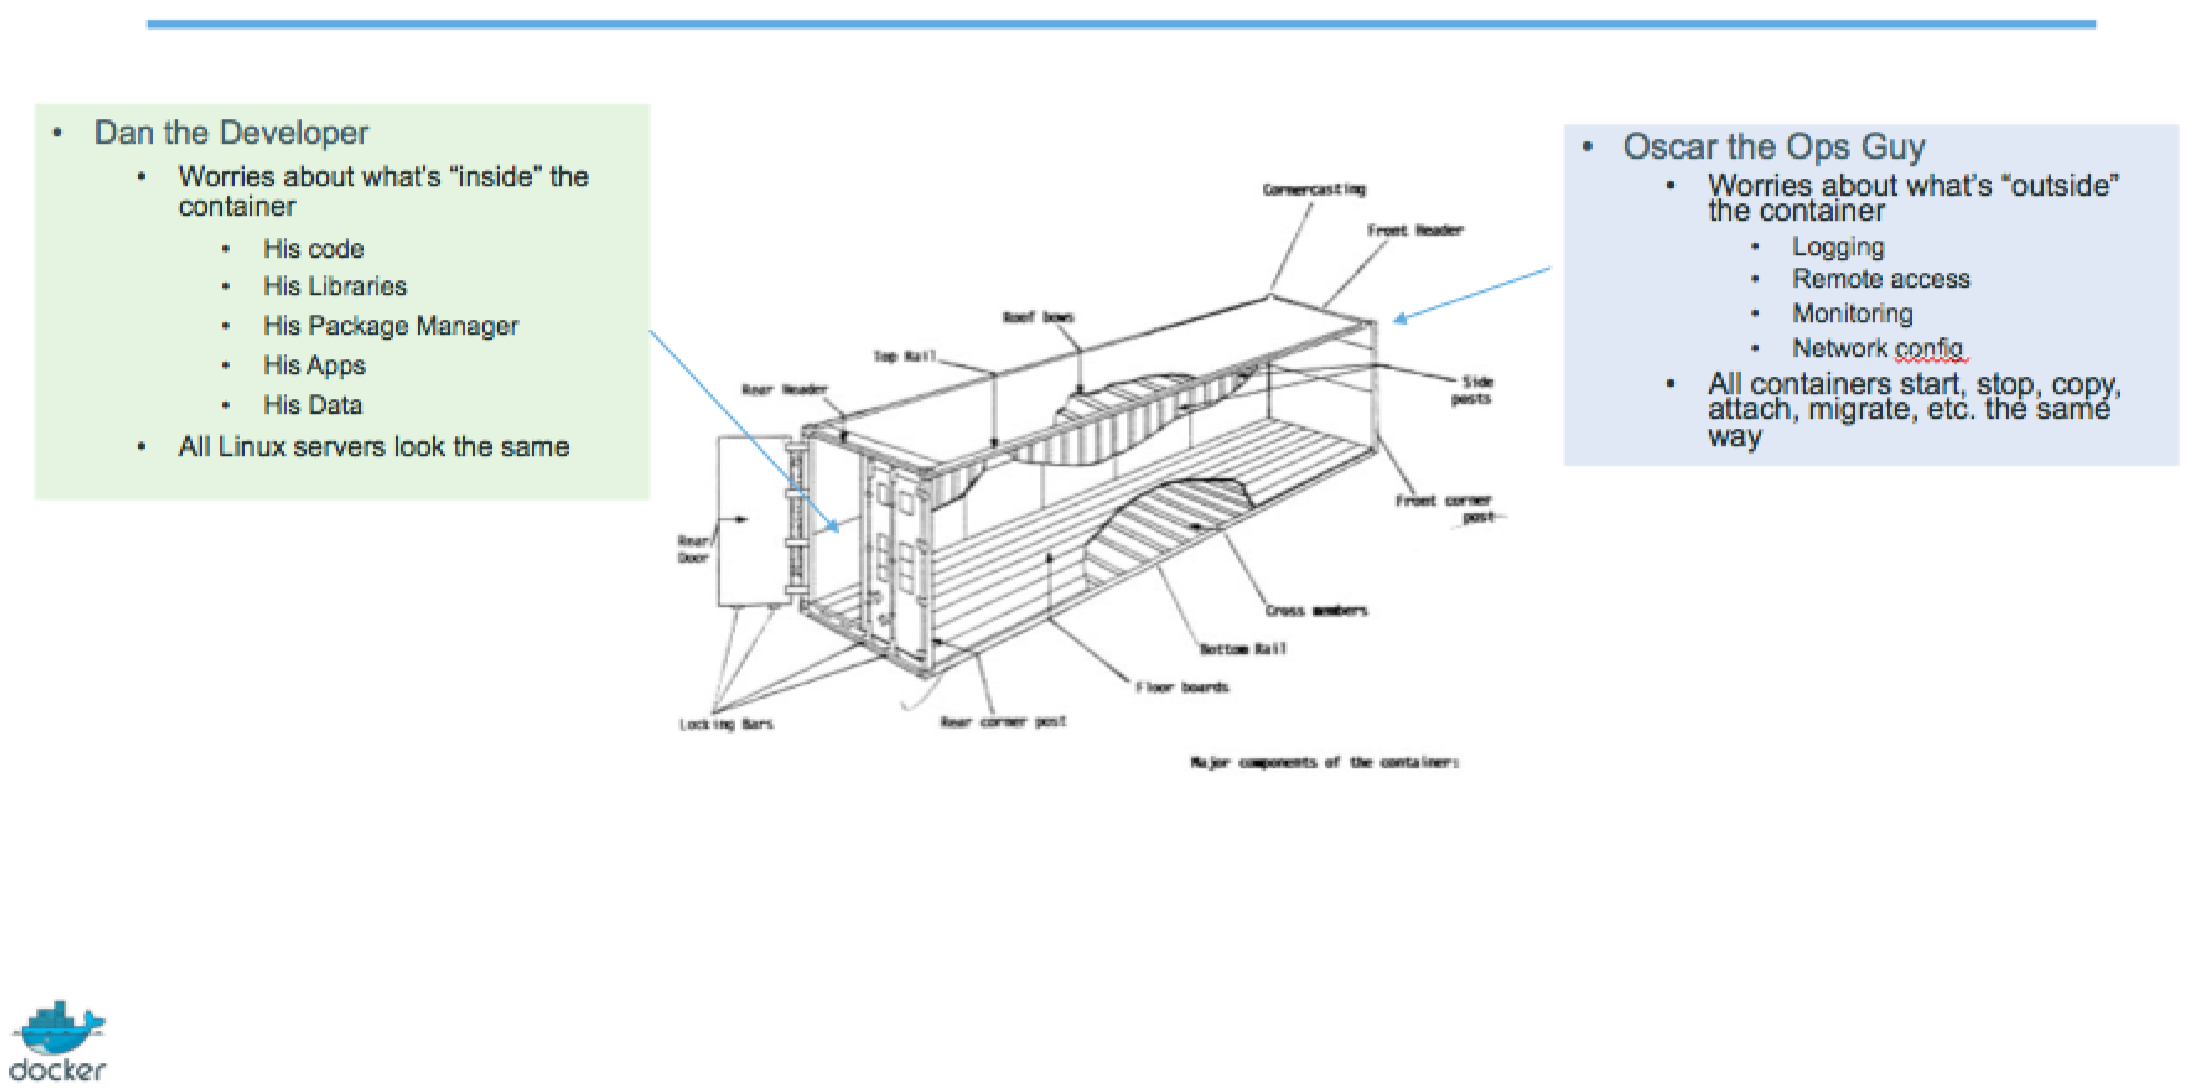 Dan the Developer
Worries about what's “inside” the
container
His code
His Libraries
His Package Manager
His Apps
His Data
All Linux servers look the same
Cornercasting
Front Header
Roof bows
Top Rail
Rear Header
Side
posts
Front corner
post
Rear
Door
Cross members
Bottom Rail
Floor boards
Rear corner post
Locking Bars
Major components of the container:
Oscar the Ops Guy
Worries about what's “outside”
the container
Logging
Remote access
Monitoring
Network config
All containers start, stop, copy,
attach, migrate, etc. the same
way
docker